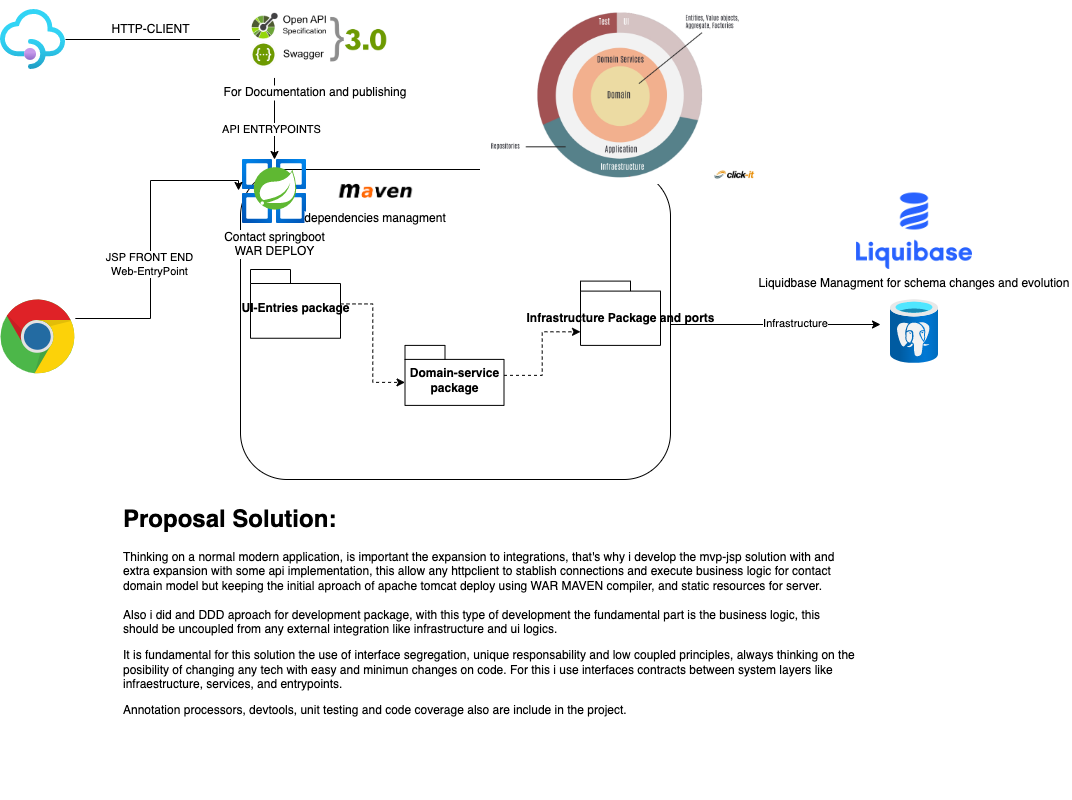 HTTP-CLIENT
Open API
Specification
Swagger
3.0
For Documentation and publishing
API ENTRYPOINTS
Test
UI
Entities, Value objects,
Aggregate, Factories
Domain Services
Domain
Repositories
Application
Infraestructure
click-it
maven
dependencies managment
Contact springboot
WAR DEPLOY
JSP FRONT END
Web-EntryPoint
Liquibase
Liquidbase Managment for schema changes and evolution
UI-Entries package
Infrastructure Package and ports
Infrastructure
Domain-service
package
Proposal Solution:
Thinking on a normal modern application, is important the expansion to integrations, that's why i develop the mvp-jsp solution with and
extra expansion with some api implementation, this allow any httpclient to stablish connections and execute business logic for contact
domain model but keeping the initial aproach of apache tomcat deploy using WAR MAVEN compiler, and static resources for server.
Also i did and DDD aproach for development package, with this type of development the fundamental part is the business logic, this
should be uncoupled from any external integration like infrastructure and ui logics.
It is fundamental for this solution the use of interface segregation, unique responsability and low coupled principles, always thinking on the
posibility of changing any tech with easy and minimun changes on code. For this i use interfaces contracts between system layers like
infraestructure, services, and entrypoints.
Annotation processors, devtools, unit testing and code coverage also are include in the project.